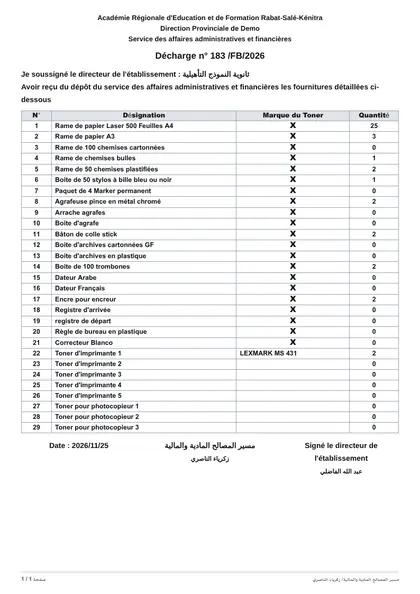 Académie Régionale d'Education et de Formation Rabat-Salé-Kénitra
Direction Provinciale de Demo
Service des affaires administratives et financières
Décharge n° 183 /FB/2026
Je soussigné le directeur de l'établissement : ثانوية النموذج التأهيلية
Avoir reçu du dépôt du service des affaires administratives et financières les fournitures détaillées ci-
dessous
N° Désignation Marque du Toner Quantité
1 Rame de papier Laser 500 Feuilles A4 X 25
2 Rame de papier A3 X 3
3 Rame de 100 chemises cartonnées X 0
4 Rame de chemises bulles X 1
5 Rame de 50 chemises plastifiées X 2
6 Boite de 50 stylos à bille bleu ou noir X 1
7 Paquet de 4 Marker permanent X 0
8 Agrafeuse pince en métal chromé X 2
9 Arrache agrafes X 0
10 Boite d'agrafe X 0
11 Bâton de colle stick X 2
12 Boite d'archives cartonnées GF X 0
13 Boite d'archives en plastique X 0
14 Boite de 100 trombones X 2
15 Dateur Arabe X 0
16 Dateur Français X 0
17 Encre pour encreur X 2
18 Registre d'arrivée X 0
19 registre de départ X 0
20 Règle de bureau en plastique X 0
21 Correcteur Blanco X 0
22 Toner d'imprimante 1 LEXMARK MS 431 2
23 Toner d'imprimante 2 0
24 Toner d'imprimante 3 0
25 Toner d'imprimante 4 0
26 Toner d'imprimante 5 0
27 Toner pour photocopieur 1 0
28 Toner pour photocopieur 2 0
29 Toner pour photocopieur 3 0
Date : 2026/11/25 مسير المصالح المادية والمالية Signé le directeur de
l'établissement
زكرياء الناصري
عبد الله الفاضلي
صفحة 1 / 1 مسير المصالح المادية والمالية: زكرياء الناصري